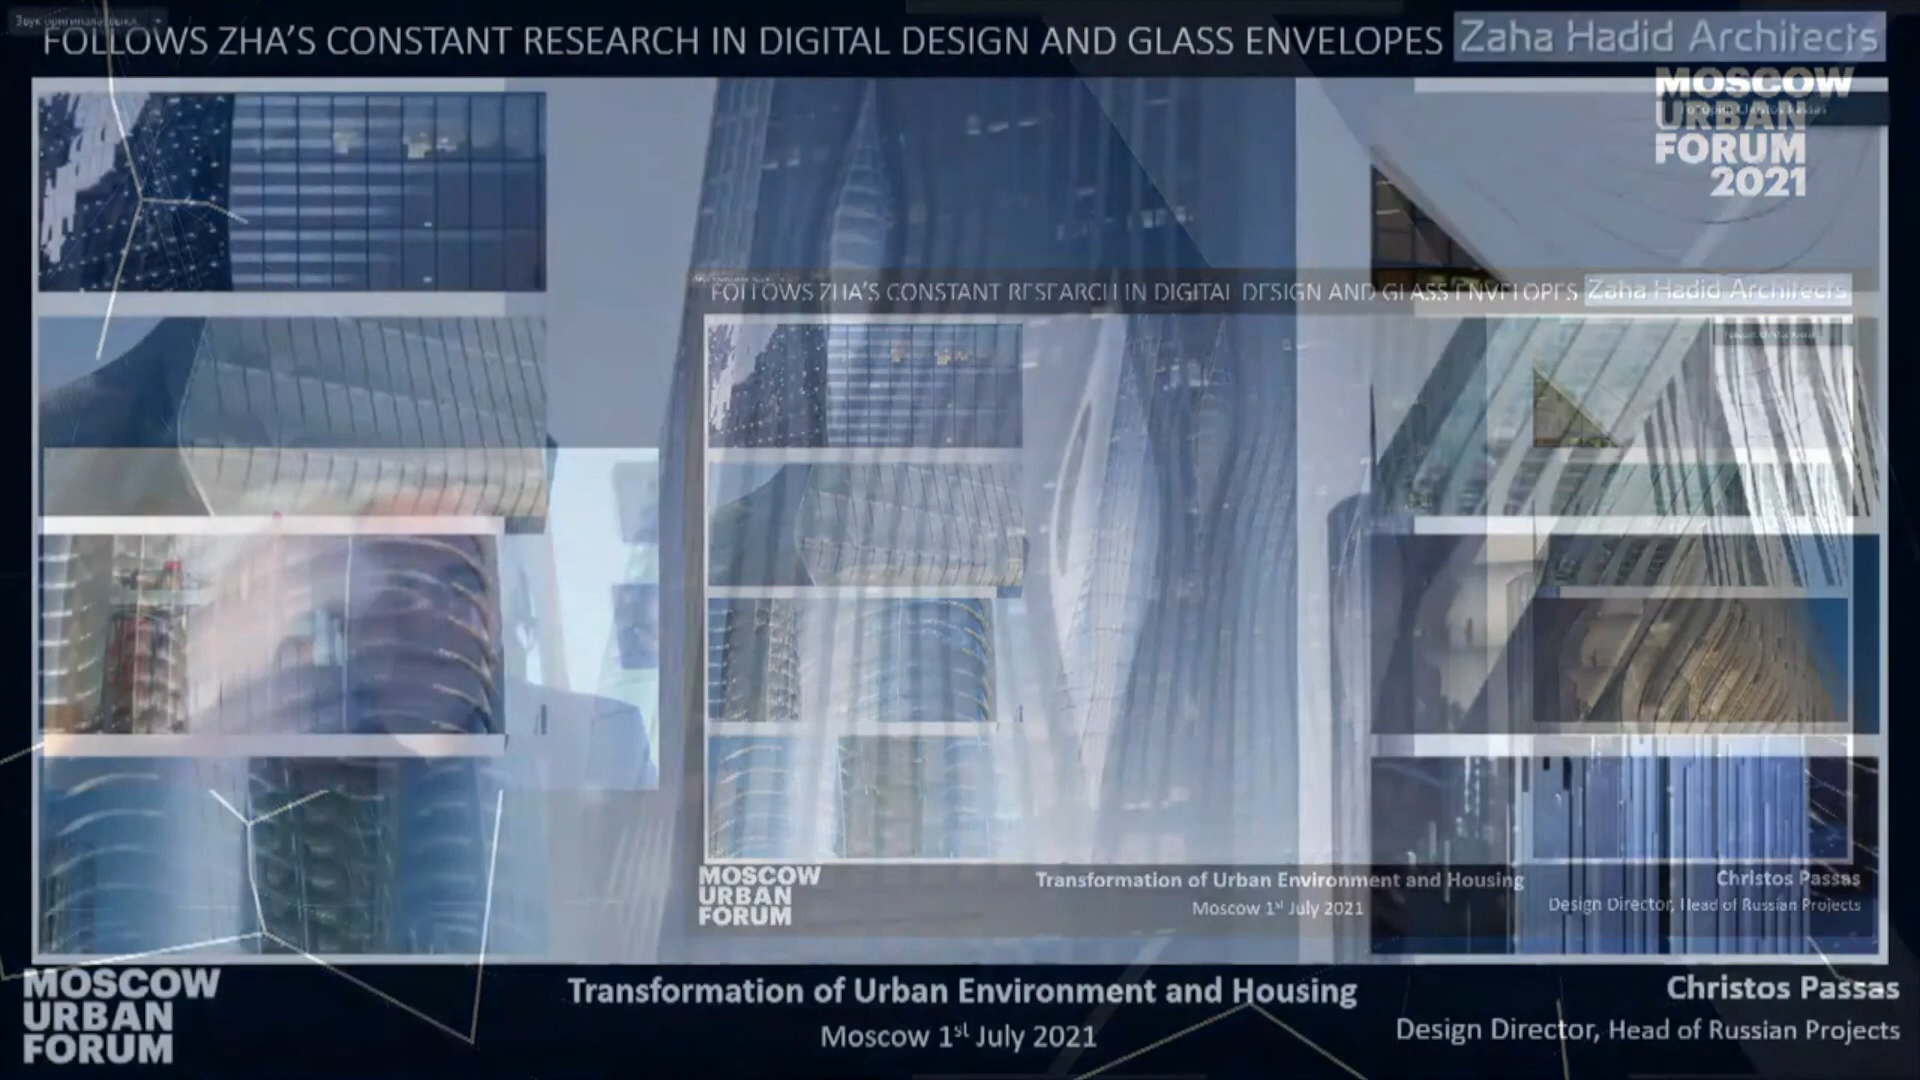 FOLLOWS ZHA'S CONSTANT RESEARCH IN DIGITAL DESIGN AND GLASS ENVELOPES
Zaha Hadid Architects
MOSCOW
URBAN
FORUM
2021
FOLLOWS ZHA'S CONSTANT RESEARCH IN DIGITAL DESIGN AND GLASS ENVELOPES
Zaha Hadid Architects
MOSCOW
URBAN
FORUM
Transformation of Urban Environment and Housing
Moscow 1st July 2021
Christos Passas
Design Director, Head of Russian Projects
MOSCOW
URBAN
FORUM
Transformation of Urban Environment and Housing
Moscow 1st July 2021
Christos Passas
Design Director, Head of Russian Projects